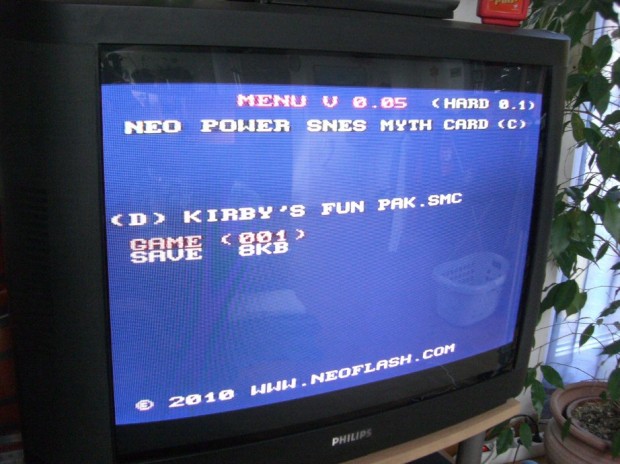 MENU V 0.05 (HARD 0.1)
NEO POWER SNES MYTH CARD (C)
(D) KIRBY'S FUN PAK.SMC
GAME (001)
SAVE 8KB
© 2010 WWW.NEOFLASH.COM
PHILIPS